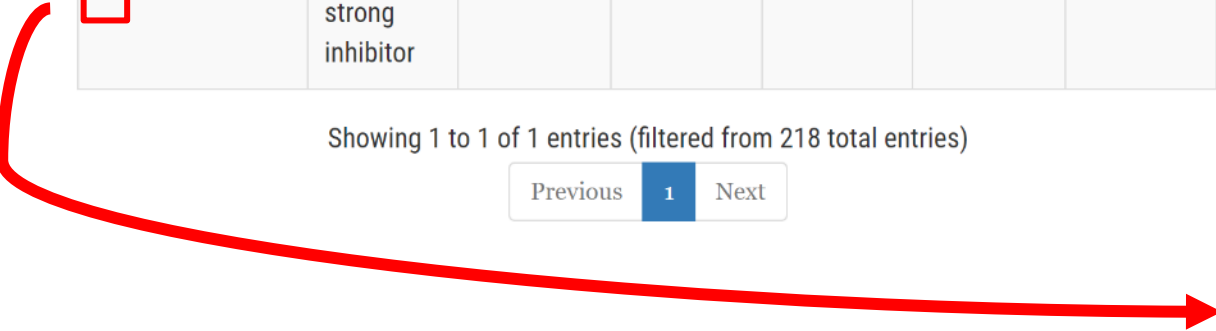 strong
inhibitor
Showing 1 to 1 of 1 entries (filtered from 218 total entries)
Previous 1 Next